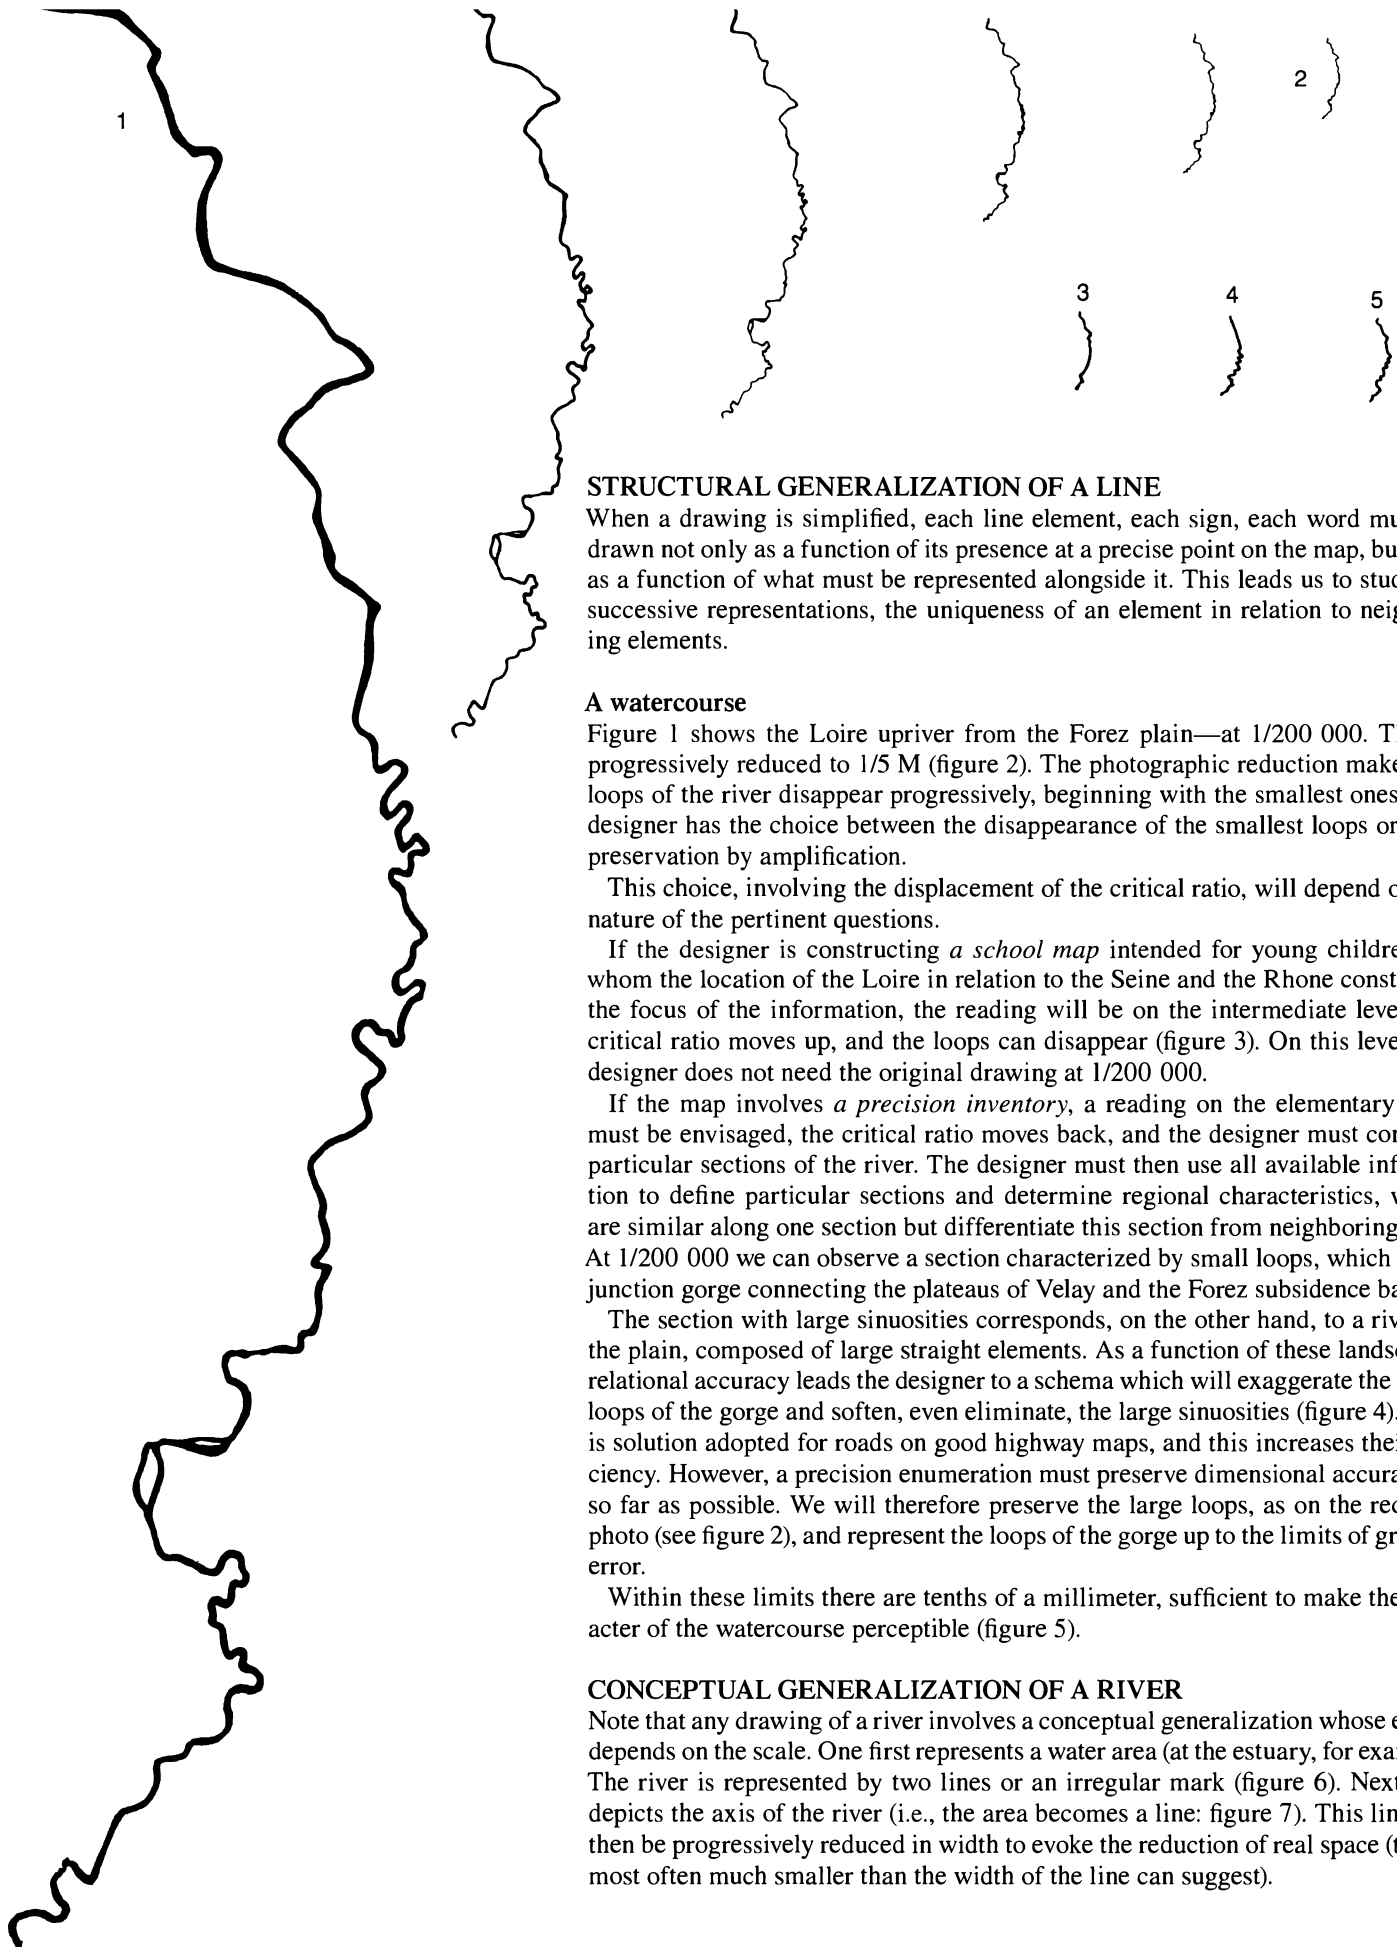 1
2
3
4
5
STRUCTURAL GENERALIZATION OF A LINE
When a drawing is simplified, each line element, each sign, each word
drawn not only as a function of its presence at a precise point on the map,
as a function of what must be represented alongside it. This leads us to
successive representations, the uniqueness of an element in relation to
ing elements.
A watercourse
Figure 1 shows the Loire upriver from the Forez plain—at 1/200 000.
progressively reduced to 1/5 M (figure 2). The photographic reduction
loops of the river disappear progressively, beginning with the smallest ones
designer has the choice between the disappearance of the smallest loops or
preservation by amplification.
This choice, involving the displacement of the critical ratio, will depend
nature of the pertinent questions.
If the designer is constructing a school map intended for young
whom the location of the Loire in relation to the Seine and the Rhone
the focus of the information, the reading will be on the intermediate
critical ratio moves up, and the loops can disappear (figure 3). On this
designer does not need the original drawing at 1/200 000.
If the map involves a precision inventory, a reading on the elementary
must be envisaged, the critical ratio moves back, and the designer must
particular sections of the river. The designer must then use all available
tion to define particular sections and determine regional characteristics,
are similar along one section but differentiate this section from neighboring
At 1/200 000 we can observe a section characterized by small loops, which
junction gorge connecting the plateaus of Velay and the Forez subsidence
The section with large sinuosities corresponds, on the other hand, to a
the plain, composed of large straight elements. As a function of these
relational accuracy leads the designer to a schema which will exaggerate the
loops of the gorge and soften, even eliminate, the large sinuosities (figure 4).
is solution adopted for roads on good highway maps, and this increases
ciency. However, a precision enumeration must preserve dimensional
so far as possible. We will therefore preserve the large loops, as on the
photo (see figure 2), and represent the loops of the gorge up to the limits of
error.
Within these limits there are tenths of a millimeter, sufficient to make the
acter of the watercourse perceptible (figure 5).
CONCEPTUAL GENERALIZATION OF A RIVER
Note that any drawing of a river involves a conceptual generalization whose
depends on the scale. One first represents a water area (at the estuary, for
The river is represented by two lines or an irregular mark (figure 6). Next
depicts the axis of the river (i.e., the area becomes a line: figure 7). This
then be progressively reduced in width to evoke the reduction of real space
most often much smaller than the width of the line can suggest).